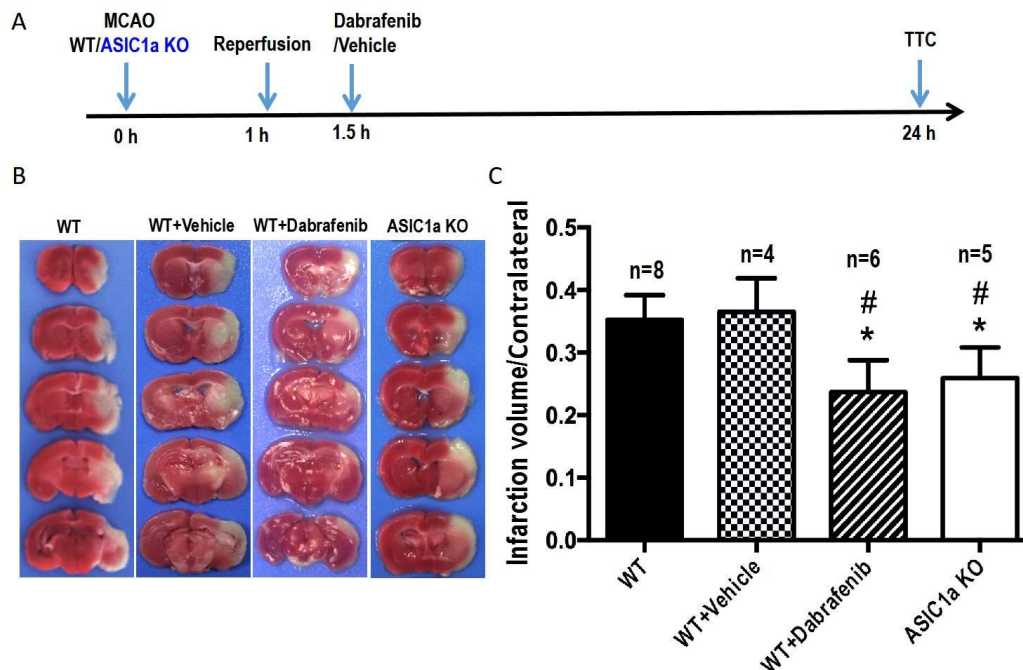 A
MCAO
WT/ASIC1a KO
Reperfusion
Dabrafenib
/Vehicle
TTC
0 h
1 h
1.5 h
24 h
B
WT
WT+Vehicle
WT+Dabrafenib
ASIC1a KO
C
Infarction volume/Contralateral
0.5
0.4
0.3
0.2
0.1
0.0
n=8
n=4
n=6
n=5
#
*
#
*
WT
WT+Vehicle
WT+Dabrafenib
ASIC1a KO